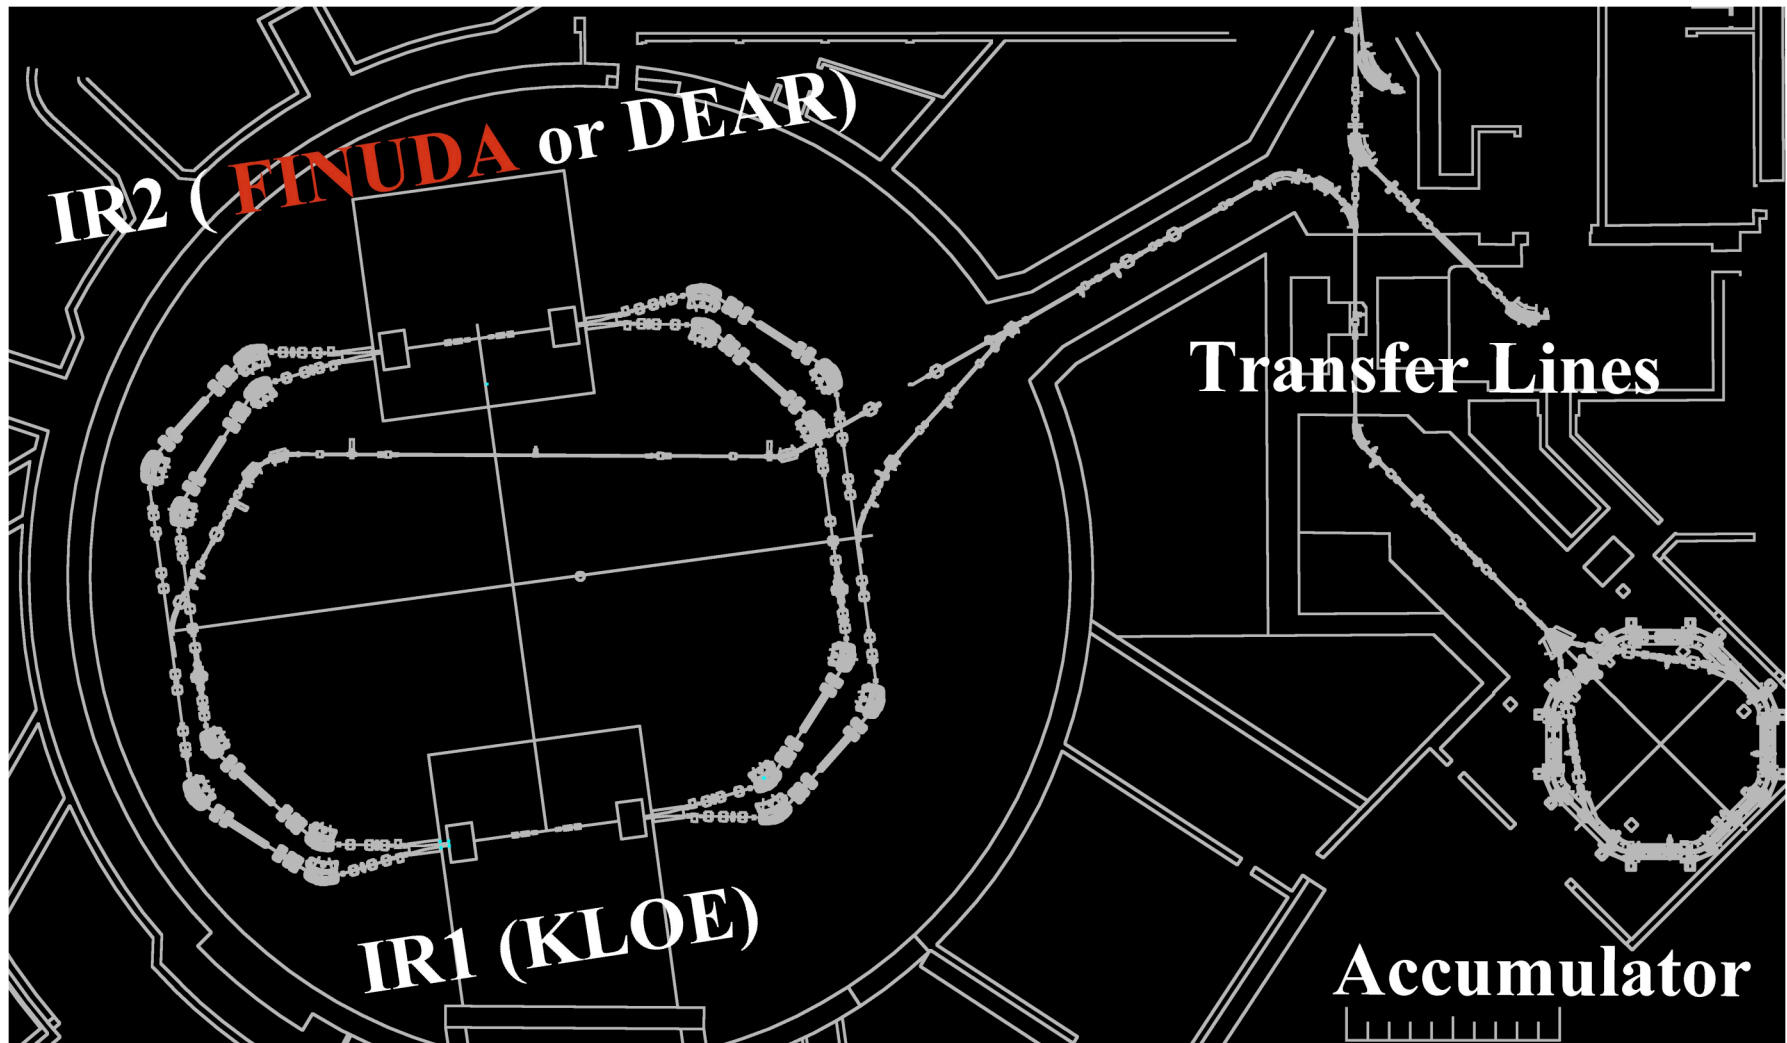 IR2 ( FINUDA or DEAR)
Transfer Lines
IR1 (KLOE)
Accumulator